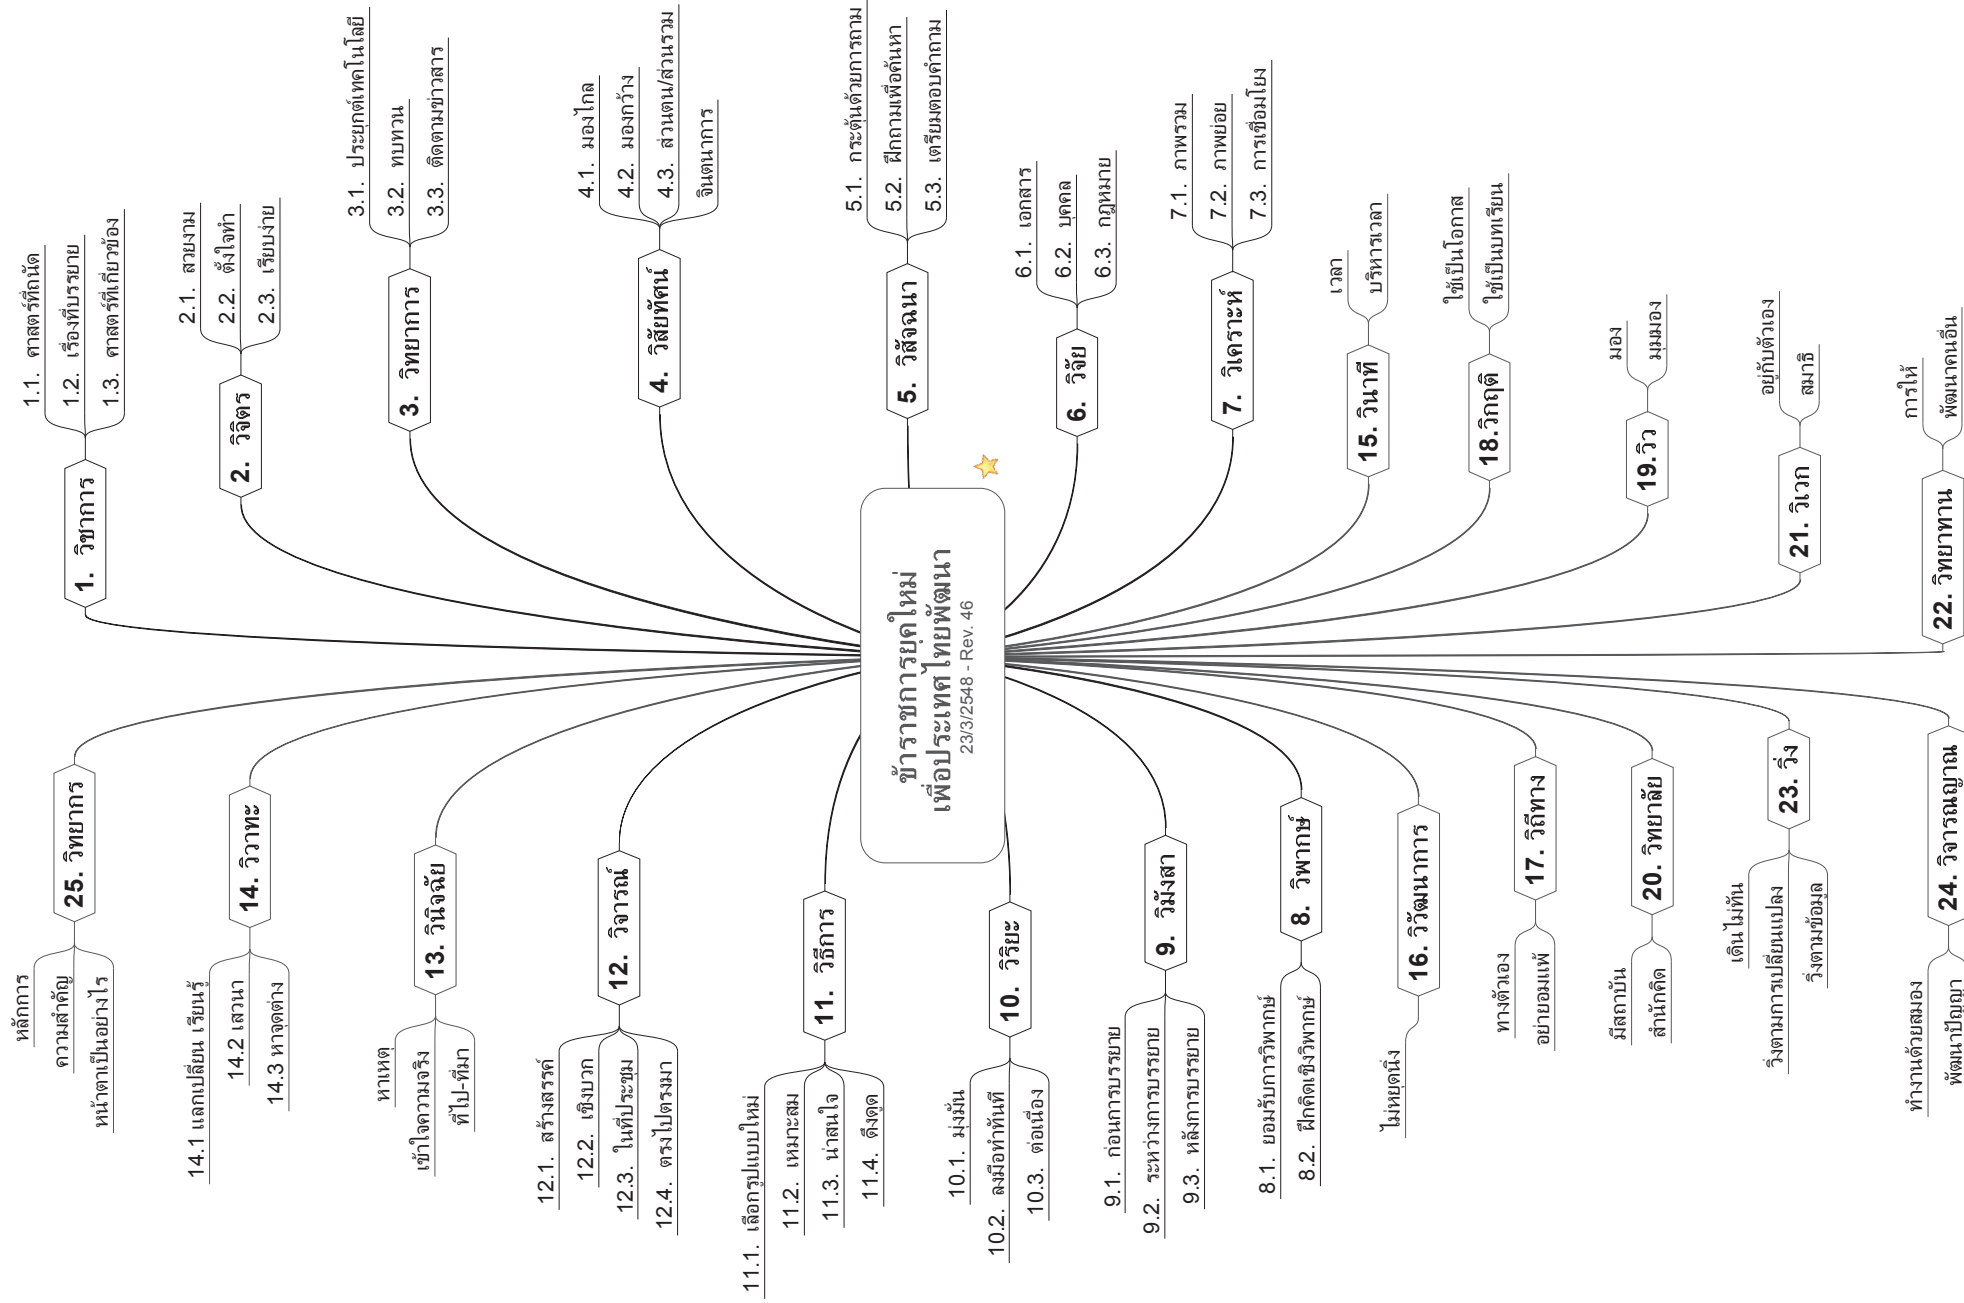 ข้าราชการยุคใหม่
เพื่อประเทศไทยพัฒนา
23/3/2548 - Rev. 46
1. วิชาการ
1.1. ศาสตร์ที่ถนัด
1.2. เรื่องที่บรรยาย
1.3. ศาสตร์ที่เกี่ยวข้อง
2. วิจิตร
2.1. สวยงาม
2.2. ตั้งใจทำ
2.3. เรียบง่าย
3. วิทยาการ
3.1. ประยุกต์เทคโนโลยี
3.2. ทบทวน
3.3. ติดตามข่าวสาร
4. วิสัยทัศน์
4.1. มองไกล
4.2. มองกว้าง
4.3. ส่วนตน/ส่วนรวม
จินตนาการ
5. วิสัจฉนา
5.1. กระตุ้นด้วยการถาม
5.2. ฝึกถามเพื่อค้นหา
5.3. เตรียมตอบคำถาม
6. วิจัย
6.1. เอกสาร
6.2. บุคคล
6.3. กฎหมาย
7. วิเคราะห์
7.1. ภาพรวม
7.2. ภาพย่อย
7.3. การเชื่อมโยง
15. วินาที
เวลา
บริหารเวลา
18.วิกฤติ
ใช้เป็นโอกาส
ใช้เป็นบทเรียน
19.วิว
มอง
มุมมอง
21. วิเวก
อยู่กับตัวเอง
สมาธิ
22. วิทยาทาน
การให้
พัฒนาคนอื่น
25. วิทยากร
หลักการ
ความสำคัญ
หน้าตาเป็นอย่างไร
14. วิวาทะ
14.1 แลกเปลี่ยน เรียนรู้
14.2 เสวนา
14.3 หาจุดต่าง
13. วินิจฉัย
หาเหตุ
เข้าใจความจริง
ที่ไป-ที่มา
12. วิจารณ์
12.1. สร้างสรรค์
12.2. เชิงบวก
12.3. ในที่ประชุม
12.4. ตรงไปตรงมา
11. วิธีการ
11.1. เลือกรูปแบบใหม่
11.2. เหมาะสม
11.3. น่าสนใจ
11.4. ดึงดูด
10. วิริยะ
10.1. มุ่งมั่น
10.2. ลงมือทำทันที
10.3. ต่อเนื่อง
9. วิมังสา
9.1. ก่อนการบรรยาย
9.2. ระหว่างการบรรยาย
9.3. หลังการบรรยาย
8. วิพากษ์
8.1. ยอมรับการวิพากษ์
8.2. ฝึกคิดเชิงวิพากษ์
16. วิวัฒนาการ
ไม่หยุดนิ่ง
17. วิถีทาง
ทางตัวเอง
อย่ายอมแพ้
20. วิทยาลัย
มีสถาบัน
สำนักคิด
23. วิ่ง
เดินไม่ทัน
วิ่งตามการเปลี่ยนแปลง
วิ่งตามข้อมูล
24. วิจารณญาณ
ทำงานด้วยสมอง
พัฒนาปัญญา